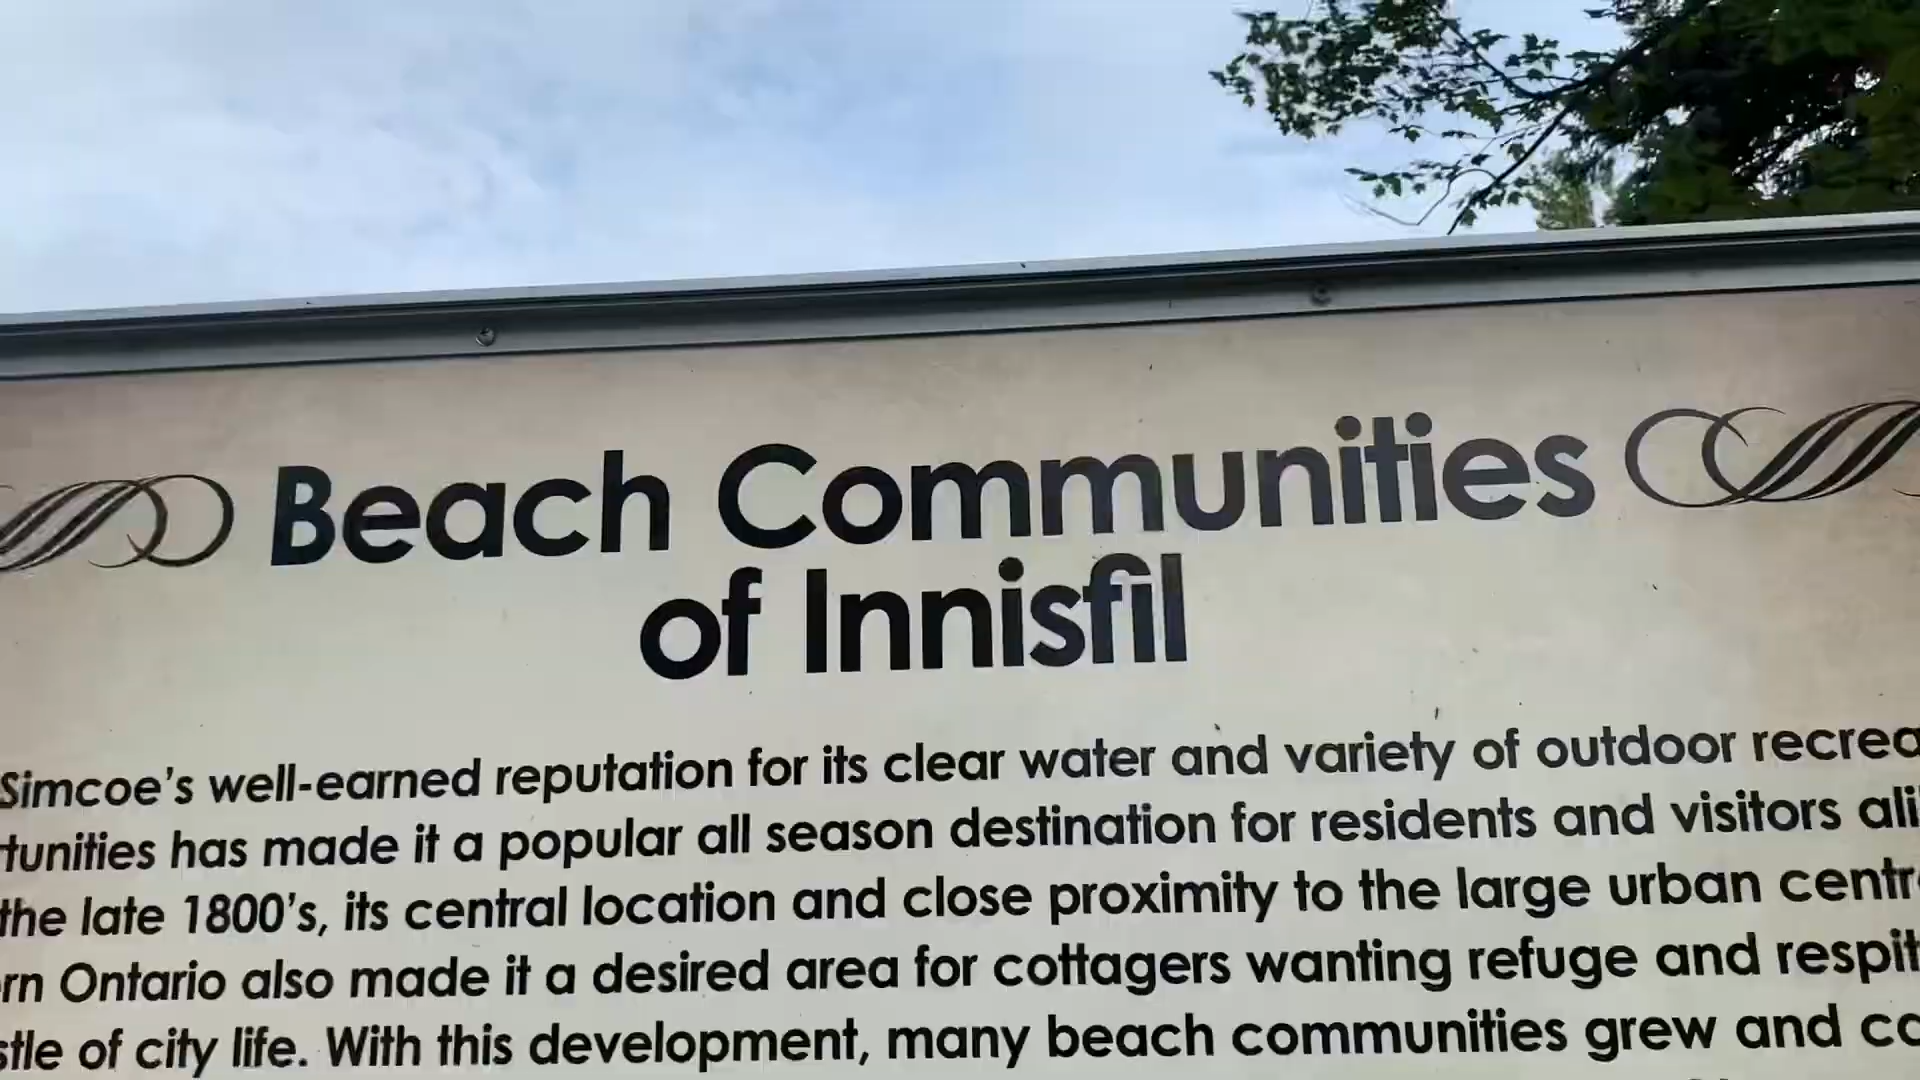 Beach Communities
of Innisfil
Simcoe's well-earned reputation for its clear water and variety of outdoor
has made it a popular all season destination for residents and visitors
the late 1800's, its central location and close proximity to the large urban
Ontario also made it a desired area for cottagers wanting refuge and
of city life. With this development, many beach communities grew and